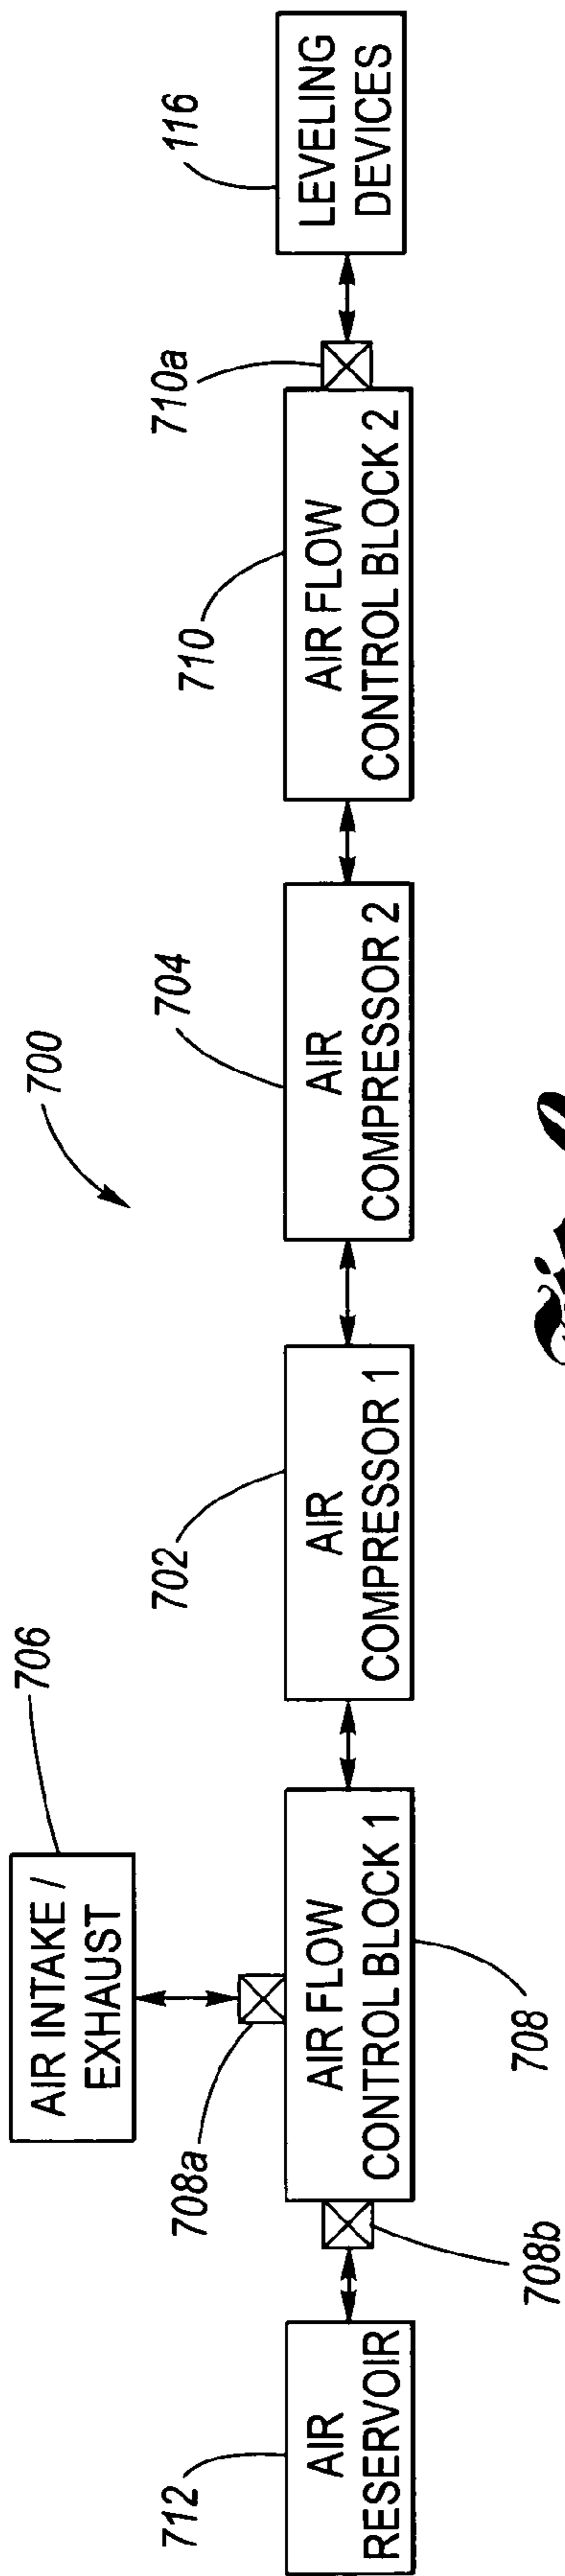 AIR INTAKE /
EXHAUST
706
700
712
708a
702
704
710
710a
116
AIR
RESERVOIR
AIR FLOW
CONTROL BLOCK 1
AIR
COMPRESSOR 1
AIR
COMPRESSOR 2
AIR FLOW
CONTROL BLOCK 2
LEVELING
DEVICES
708b
708